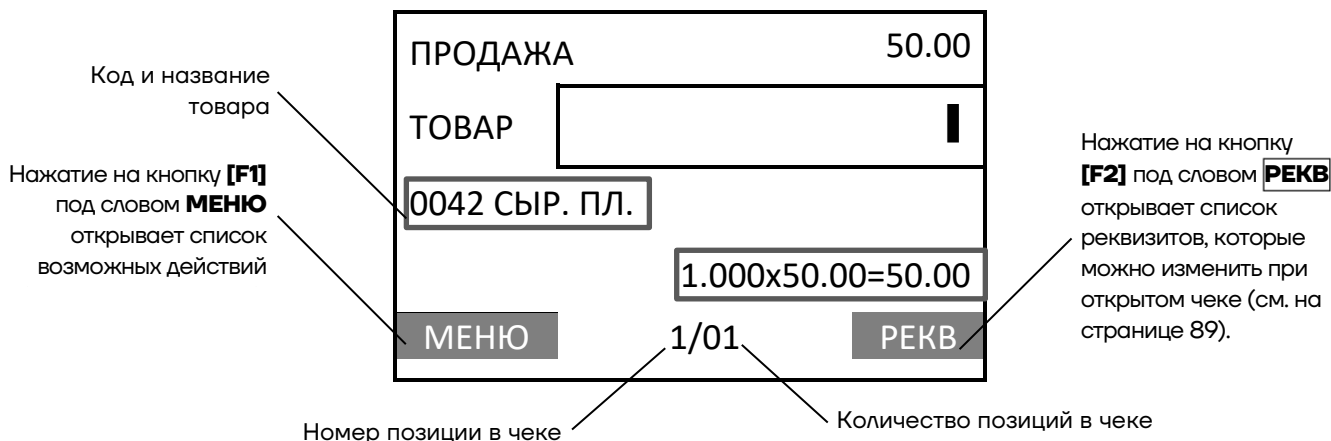 ПРОДАЖА 50.00
Код и название
товара
ТОВАР
Нажатие на кнопку [F1]
под словом МЕНЮ
открывает список
возможных действий
0042 СЫР. ПЛ.
1.000x50.00=50.00
МЕНЮ 1/01 РЕКВ
Нажатие на кнопку
[F2] под словом РЕКВ
открывает список
реквизитов, которые
можно изменить при
открытом чеке (см. на
странице 89).
Номер позиции в чеке
Количество позиций в чеке